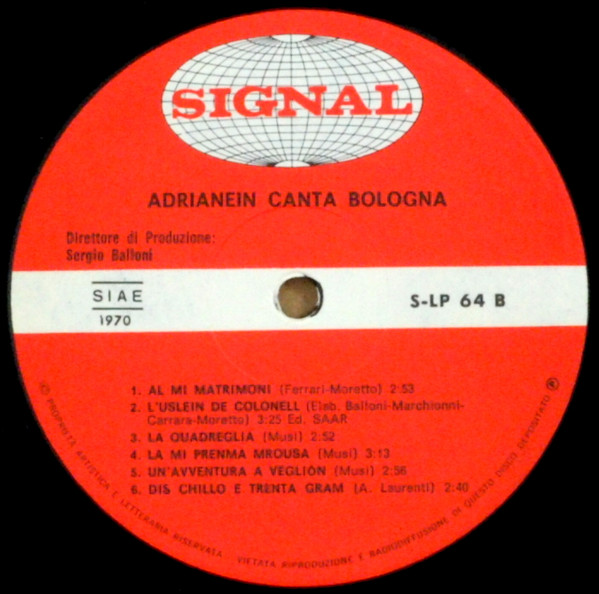 SIGNAL
ADRIANEIN CANTA BOLOGNA
Direttore di Produzione:
Sergio Balloni
SIAE
1970
S-LP 64 B
1. AL MI MATRIMONI (Ferrari-Moretto) 2:53
2. L'USLEIN DE COLONELL (Elab. Balloni-Marchionni-
Carrara-Moretto) 3:25 Ed. SAAR
3. LA QUADREGLIA (Musi) 2:52
4. LA MI PRENMA MROUSA (Musi) 3:13
5. UN'AVVENTURA A VEGLION (Musi) 2:56
6. DIS CHILLO E TRENTA GRAM (A. Laurenti) 2:40
℗ PROPRIETÀ ARTISTICA E LETTERARIA RISERVATA - VIETATA RIPRODUZIONE E RADIODIFFUSIONE DI QUESTO DISCO DEPOSITATO